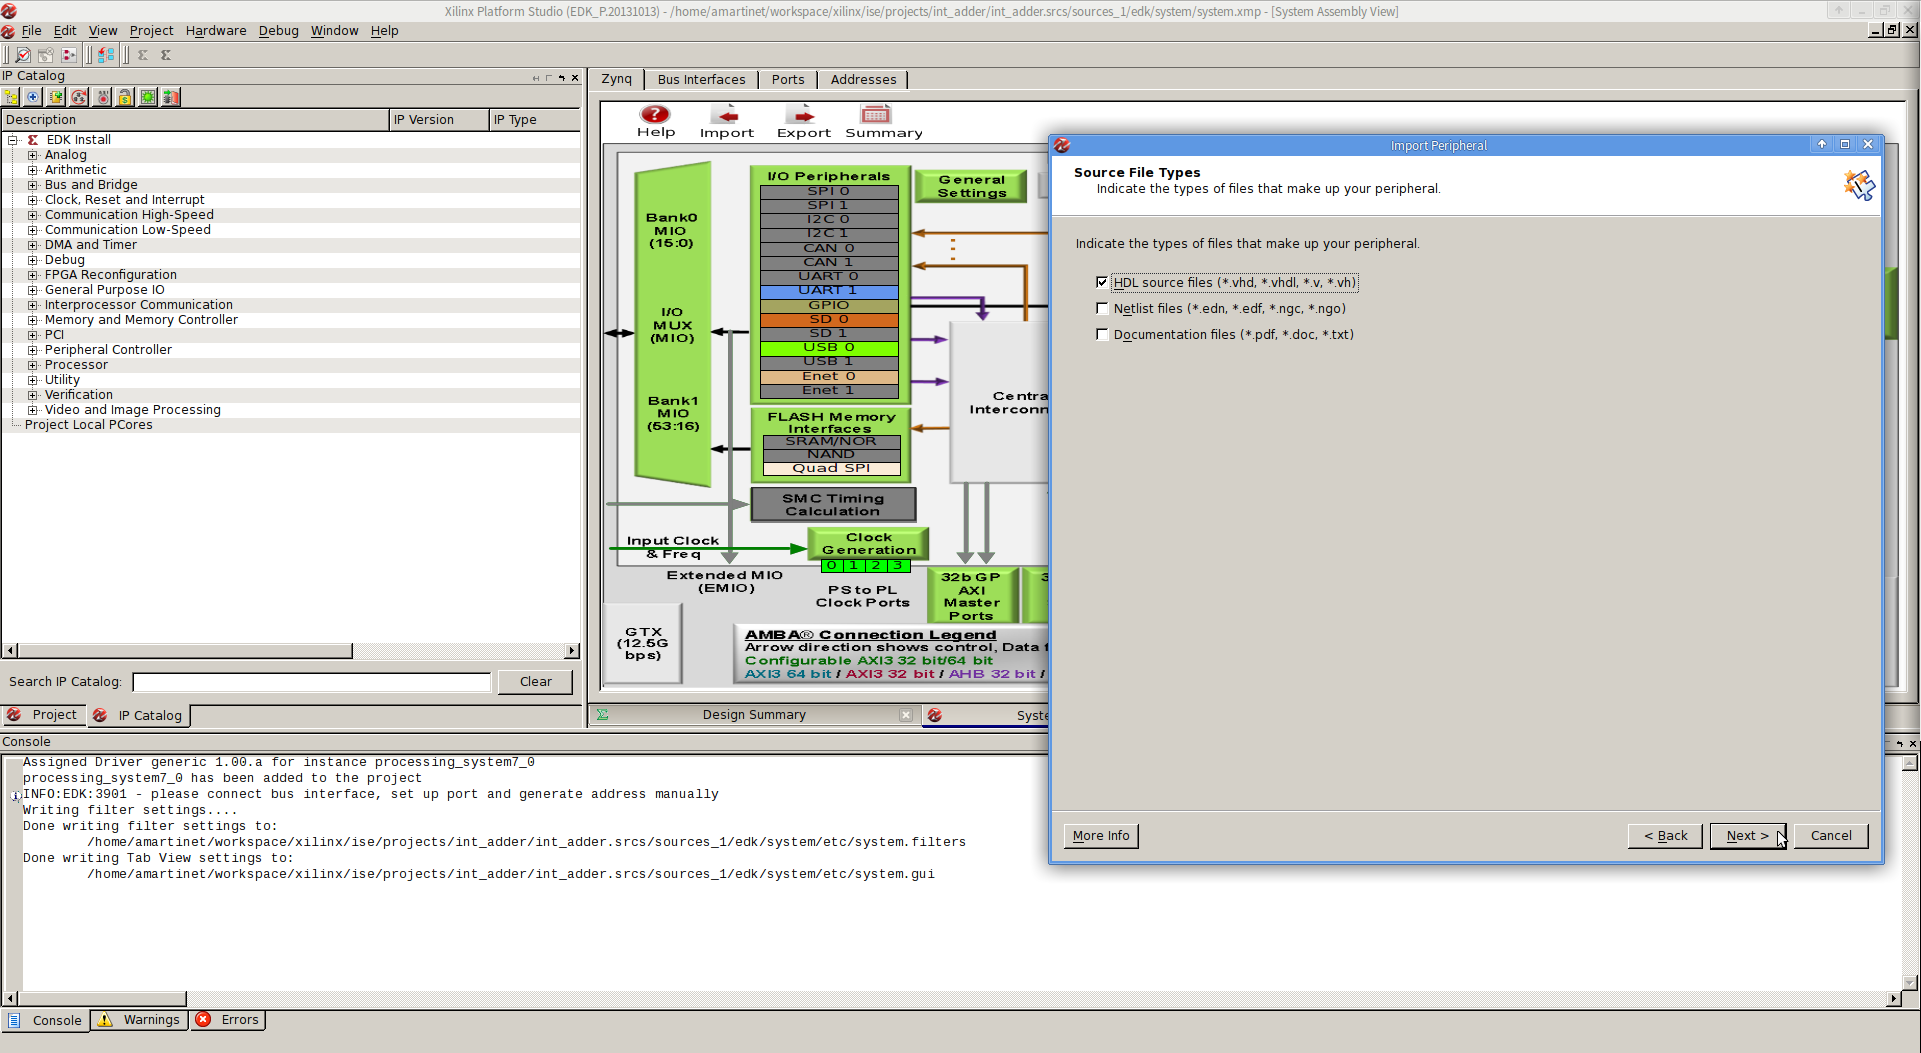 Xilinx Platform Studio (EDK_P.20131013) - /home/amartinet/workspace/xilinx/ise/projects/int_adder/int_adder.srcs/sources_1/edk/system/system.xmp - [System Assembly View]
File Edit View Project Hardware Debug Window Help
IP Catalog
Description IP Version IP Type
EDK Install
Analog
Arithmetic
Bus and Bridge
Clock, Reset and Interrupt
Communication High-Speed
Communication Low-Speed
DMA and Timer
Debug
FPGA Reconfiguration
General Purpose IO
Interprocessor Communication
Memory and Memory Controller
PCI
Peripheral Controller
Processor
Utility
Verification
Video and Image Processing
Project Local PCores
Search IP Catalog: Clear
Project IP Catalog
Zynq Bus Interfaces Ports Addresses
Help Import Export Summary
Bank0
MIO
(15:0)
I/O
MUX
(MIO)
Bank1
MIO
(53:16)
I/O Peripherals
SPI 0
SPI 1
I2C 0
I2C 1
CAN 0
CAN 1
UART 0
UART 1
GPIO
SD 0
SD 1
USB 0
USB 1
Enet 0
Enet 1
General
Settings
FLASH Memory
Interfaces
SRAM/NOR
NAND
Quad SPI
SMC Timing
Calculation
Centra
Interconn
Input Clock
& Freq
Clock
Generation
0 1 2 3
Extended MIO
(EMIO)
PS to PL
Clock Ports
32b GP
AXI
Master
Ports
3
GTX
(12.5G
bps)
AMBA® Connection Legend
Arrow direction shows control, Data f
Configurable AXI3 32 bit/64 bit
AXI3 64 bit / AXI3 32 bit / AHB 32 bit /
Design Summary Syste
Import Peripheral
Source File Types
Indicate the types of files that make up your peripheral.
Indicate the types of files that make up your peripheral.
HDL source files (*.vhd, *.vhdl, *.v, *.vh)
Netlist files (*.edn, *.edf, *.ngc, *.ngo)
Documentation files (*.pdf, *.doc, *.txt)
More Info < Back Next > Cancel
Console
Assigned Driver generic 1.00.a for instance processing_system7_0
processing_system7_0 has been added to the project
INFO:EDK:3901 - please connect bus interface, set up port and generate address manually
Writing filter settings....
Done writing filter settings to:
/home/amartinet/workspace/xilinx/ise/projects/int_adder/int_adder.srcs/sources_1/edk/system/etc/system.filters
Done writing Tab View settings to:
/home/amartinet/workspace/xilinx/ise/projects/int_adder/int_adder.srcs/sources_1/edk/system/etc/system.gui
Console Warnings Errors